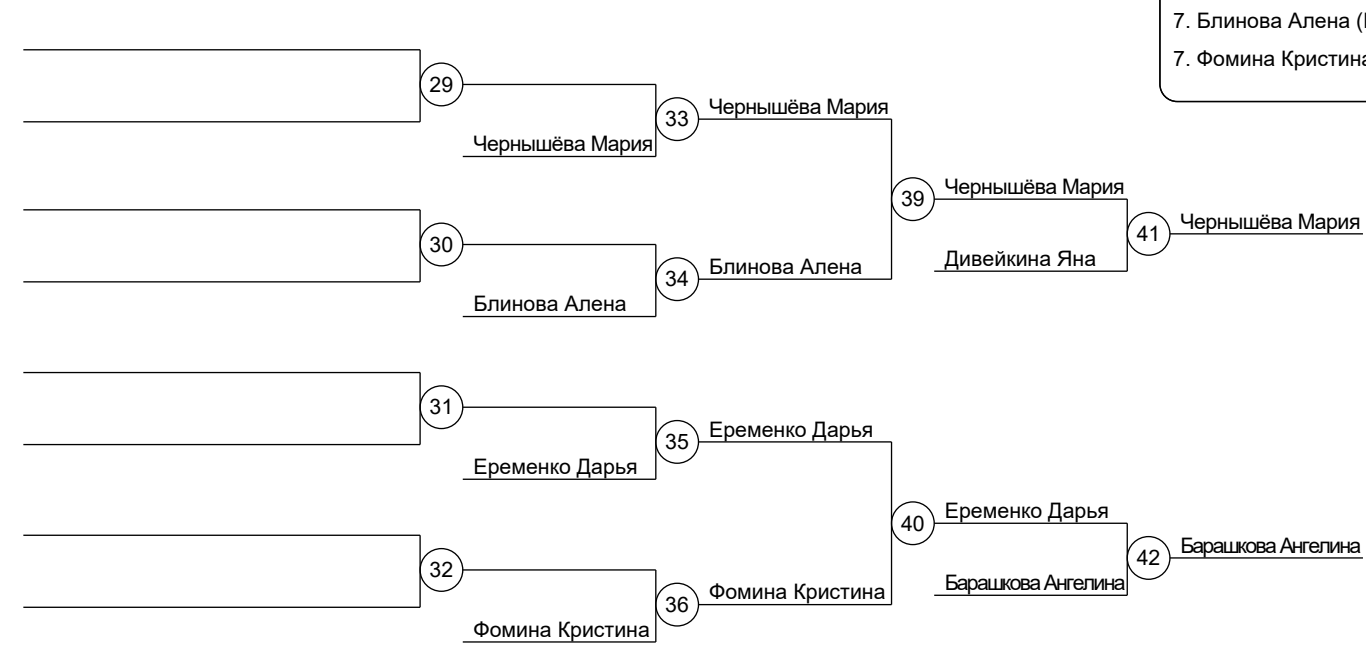 7. Блинова Алена (
7. Фомина Кристина
29
Чернышёва Мария
33
Чернышёва Мария
30
Блинова Алена
34
Блинова Алена
39
Чернышёва Мария
Дивейкина Яна
41
Чернышёва Мария
31
Еременко Дарья
35
Еременко Дарья
32
Фомина Кристина
36
Фомина Кристина
40
Еременко Дарья
Барашкова Ангелина
42
Барашкова Ангелина